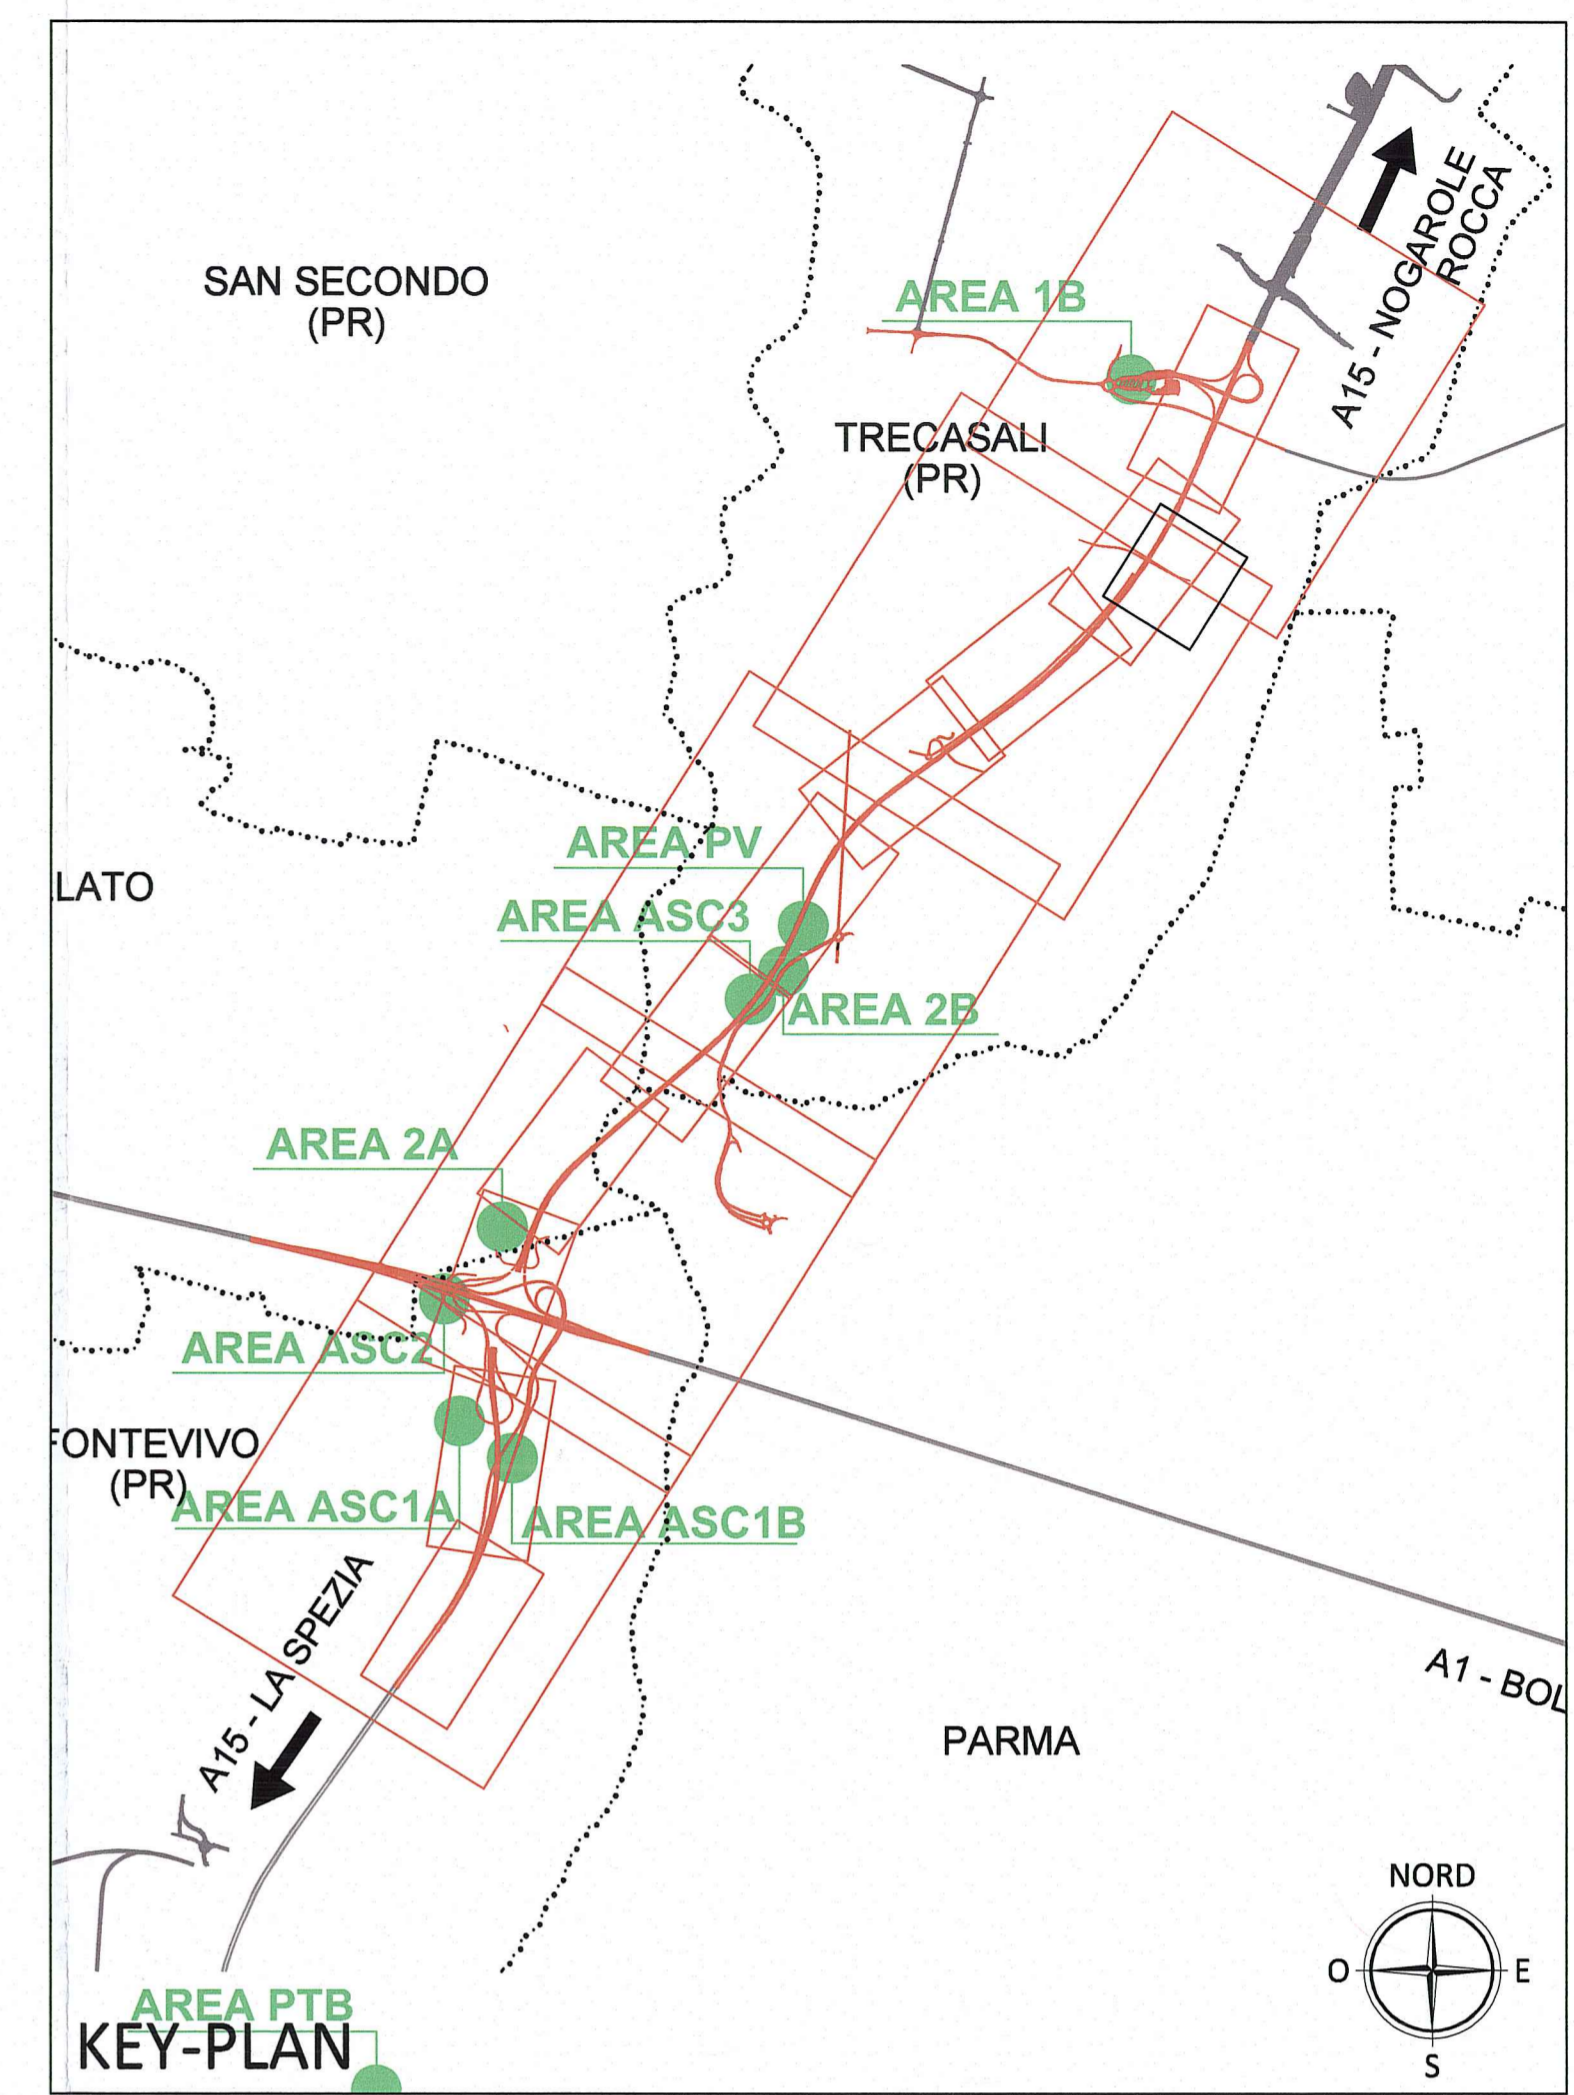 A15 - NOGAROLE
ROCCA
SAN SECONDO
(PR)
AREA 1B
TRECASALI
(PR)
AREA PV
LATO
AREA ASC3
AREA 2B
AREA 2A
AREA ASC2
FONTEVIVO
(PR)
AREA ASC1A
AREA ASC1B
A15 - LA SPEZIA
A1 - BOL
PARMA
NORD
O
E
S
AREA PTB
KEY-PLAN